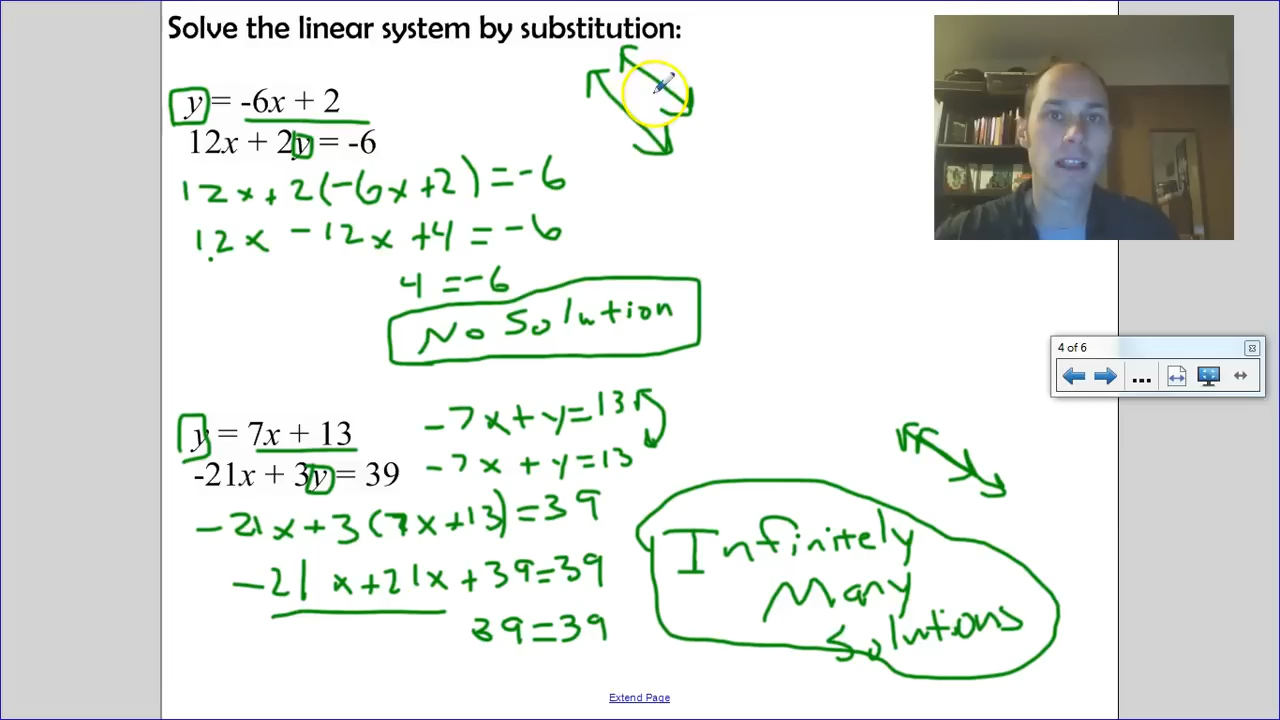 Solve the linear system by substitution:
y = -6x + 2
12x + 2y = -6
12x + 2(-6x+2) = -6
12x - 12x + 4 = -6
4 = -6
No Solution
4 of 6
...
y = 7x + 13
-21x + 3y = 39
-7x + y = 13
-7x + y = 13
-21x + 3(7x+13) = 39
-21x + 21x + 39 = 39
39 = 39
Infinitely
Many
Solutions
Extend Page